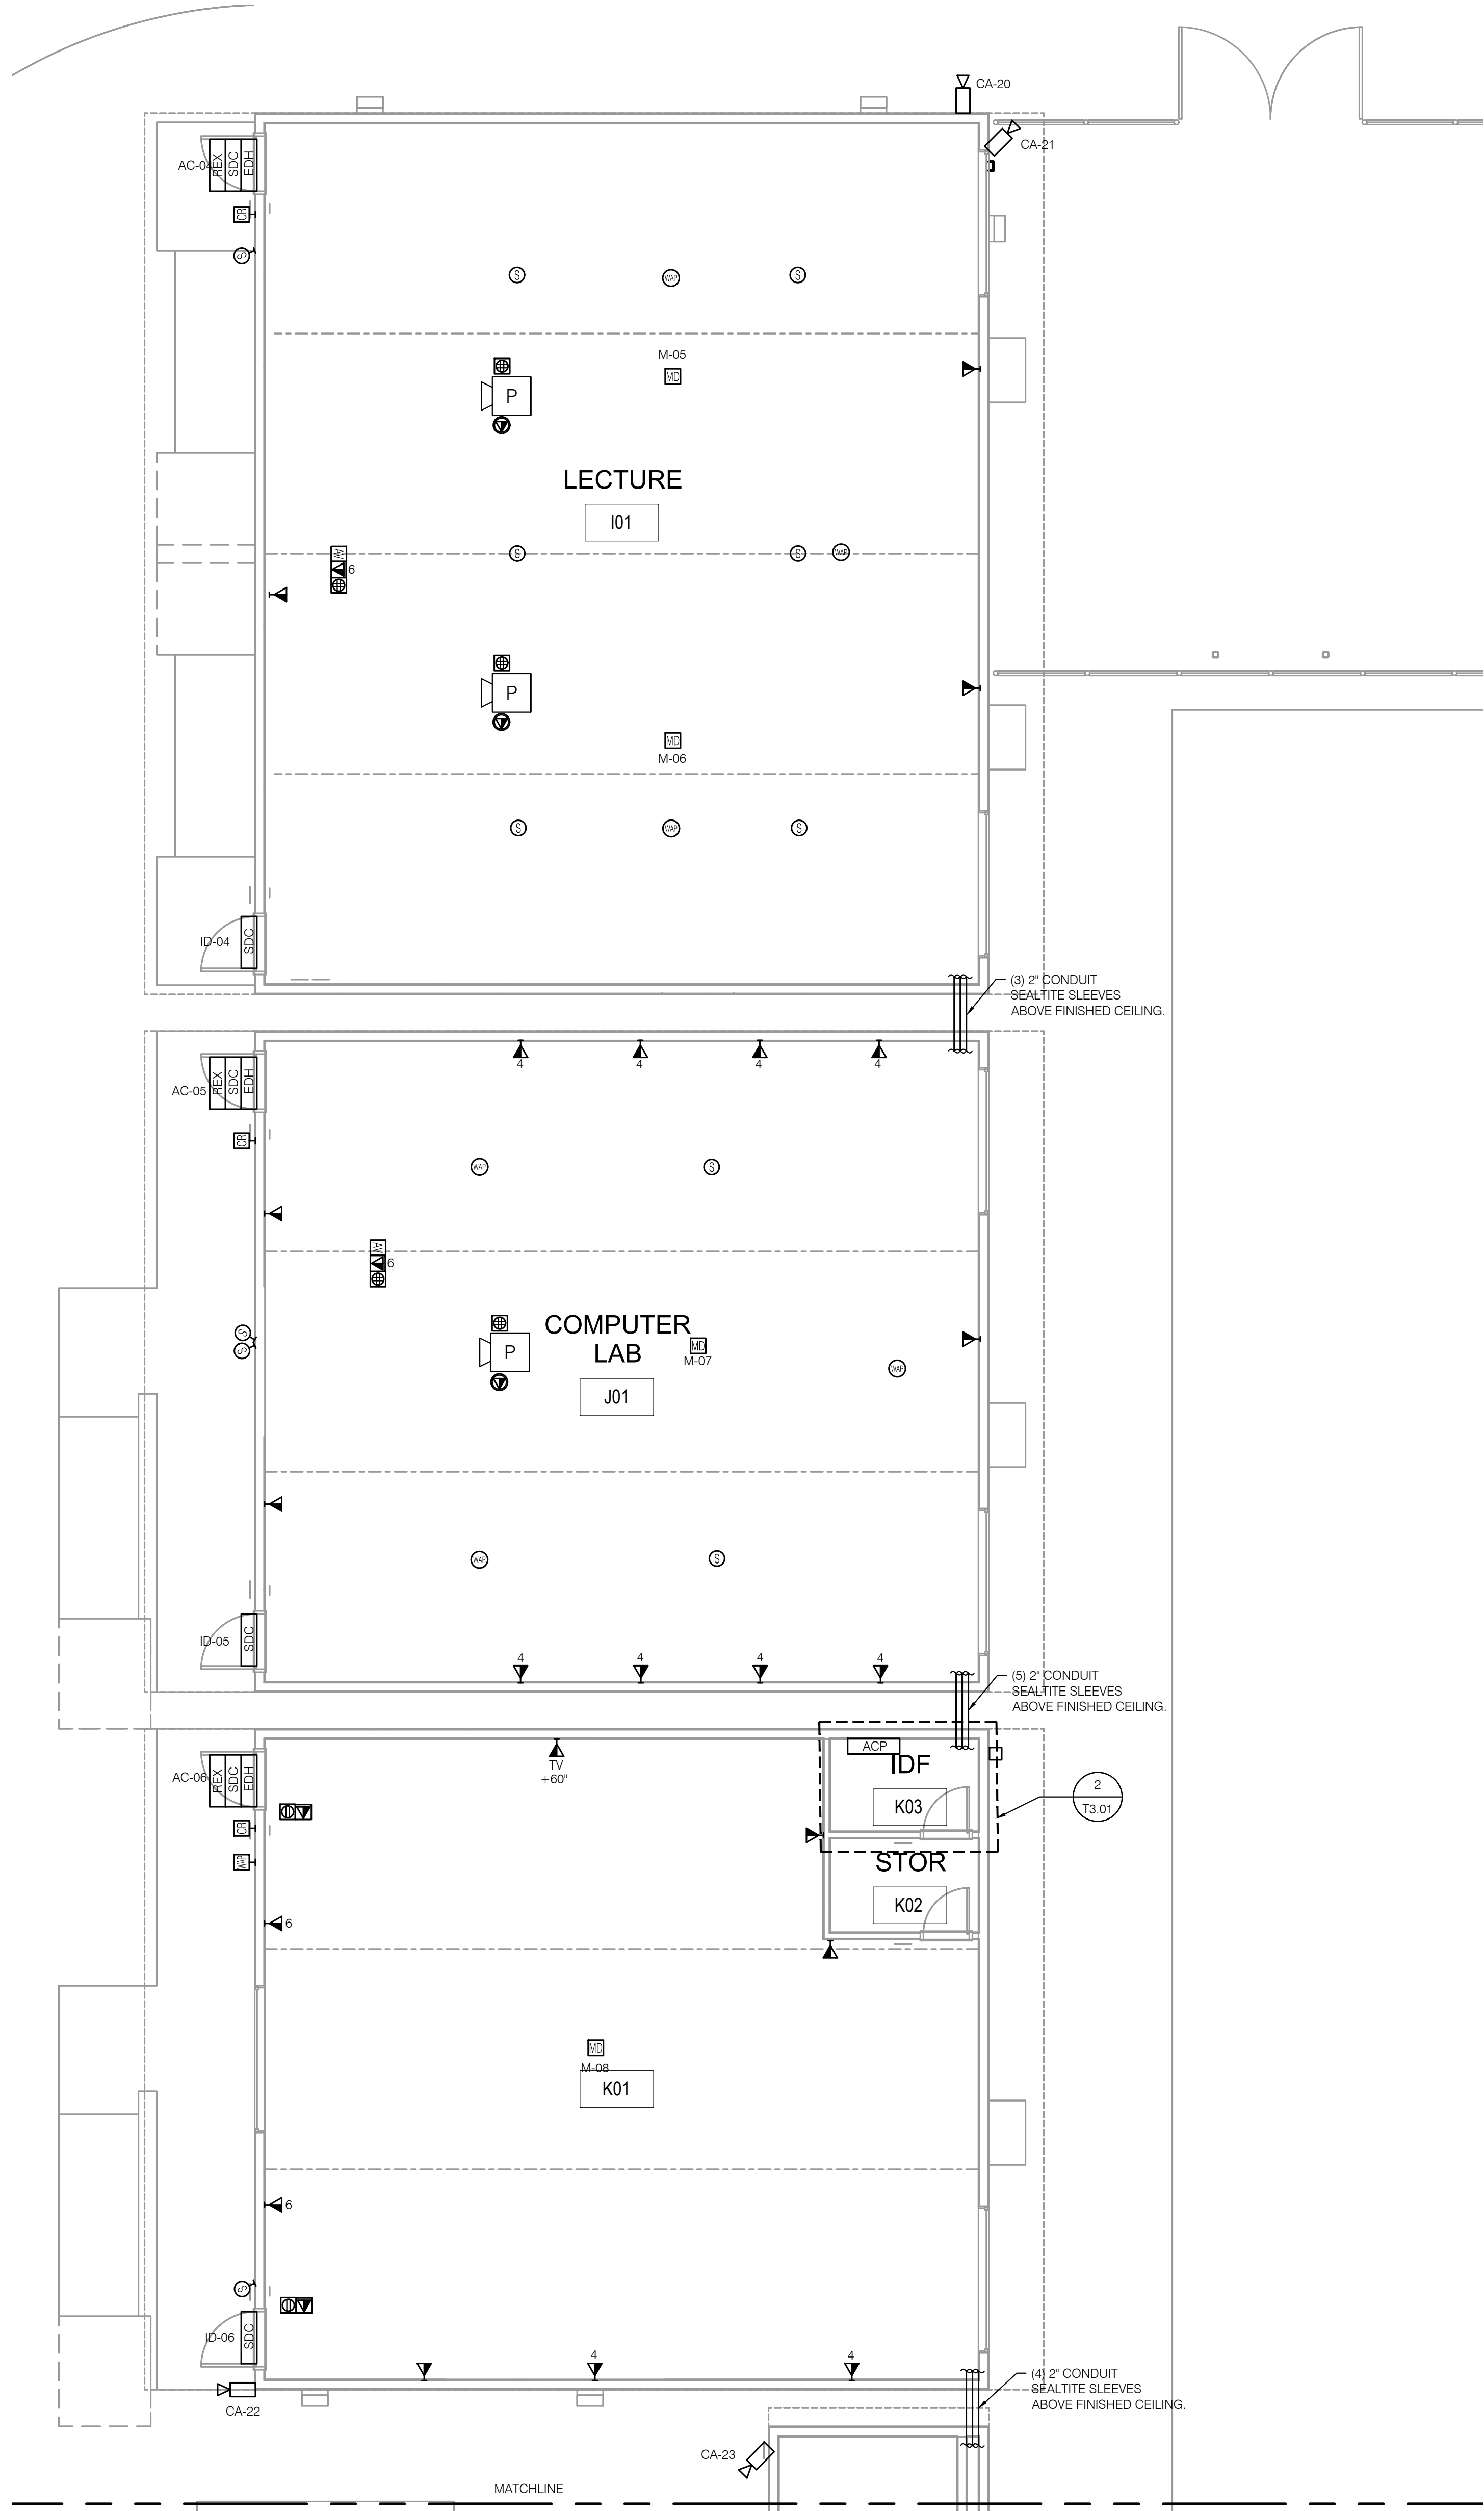 CA-20
CA-21
AC-04
REX
SDC
EDH
CR
S
S
WAP
S
M-05
MD
P
LECTURE
I01
AV
6
S
S
WAP
P
MD
M-06
S
WAP
S
ID-04
SDC
(3) 2" CONDUIT
SEALTITE SLEEVES
ABOVE FINISHED CEILING.
4
4
4
4
AC-05
REX
SDC
EDH
CR
WAP
S
AV
6
S
S
COMPUTER
LAB
P
MD
M-07
WAP
J01
WAP
S
ID-05
SDC
4
4
4
4
(5) 2" CONDUIT
SEALTITE SLEEVES
ABOVE FINISHED CEILING.
TV
+60"
ACP
IDF
K03
2
T3.01
AC-06
REX
SDC
EDH
CR
WAP
STOR
K02
6
MD
M-08
K01
6
S
ID-06
SDC
4
4
(4) 2" CONDUIT
SEALTITE SLEEVES
ABOVE FINISHED CEILING.
CA-22
CA-23
MATCHLINE